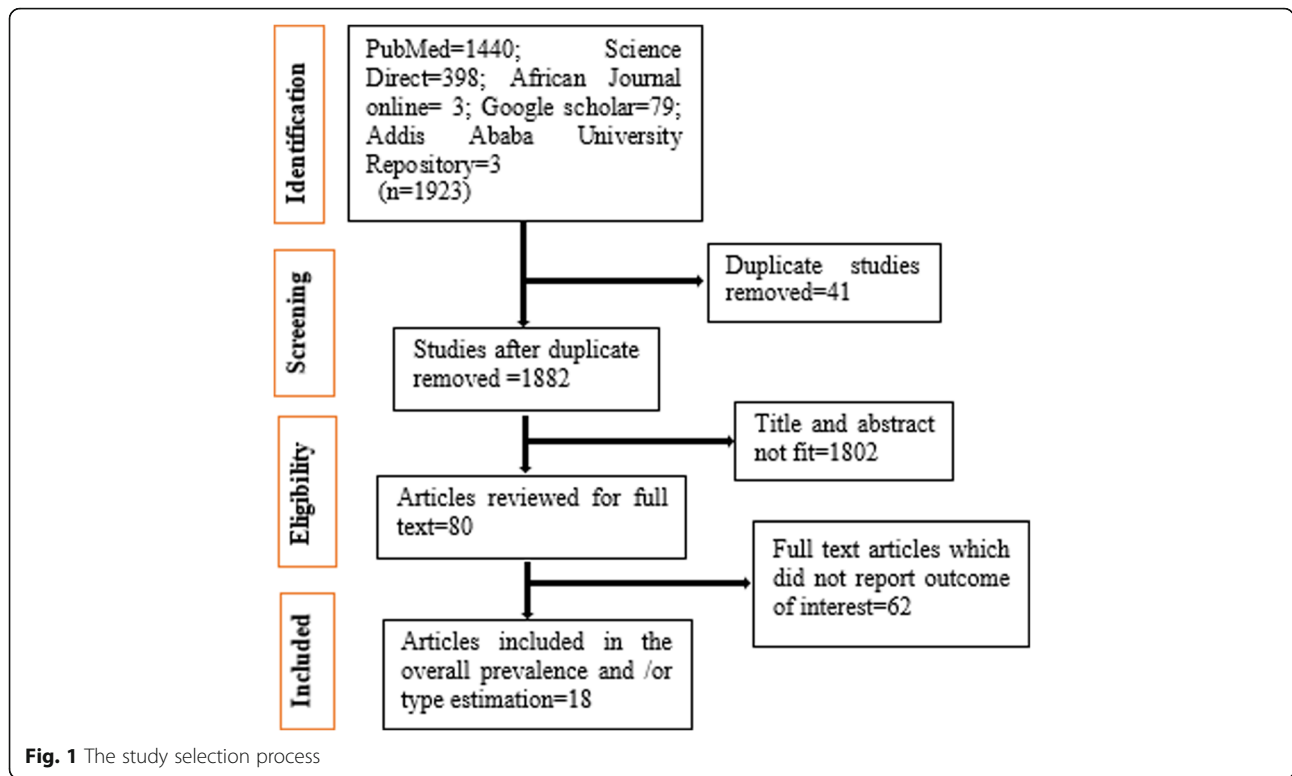 Identification
PubMed=1440; Science
Direct=398; African Journal
online= 3; Google scholar=79;
Addis Ababa University
Repository=3
(n=1923)
Duplicate studies
removed=41
Screening
Studies after duplicate
removed =1882
Title and abstract
not fit=1802
Eligibility
Articles reviewed for full
text=80
Full text articles which
did not report outcome
of interest=62
Included
Articles included in the
overall prevalence and /or
type estimation=18
Fig. 1 The study selection process